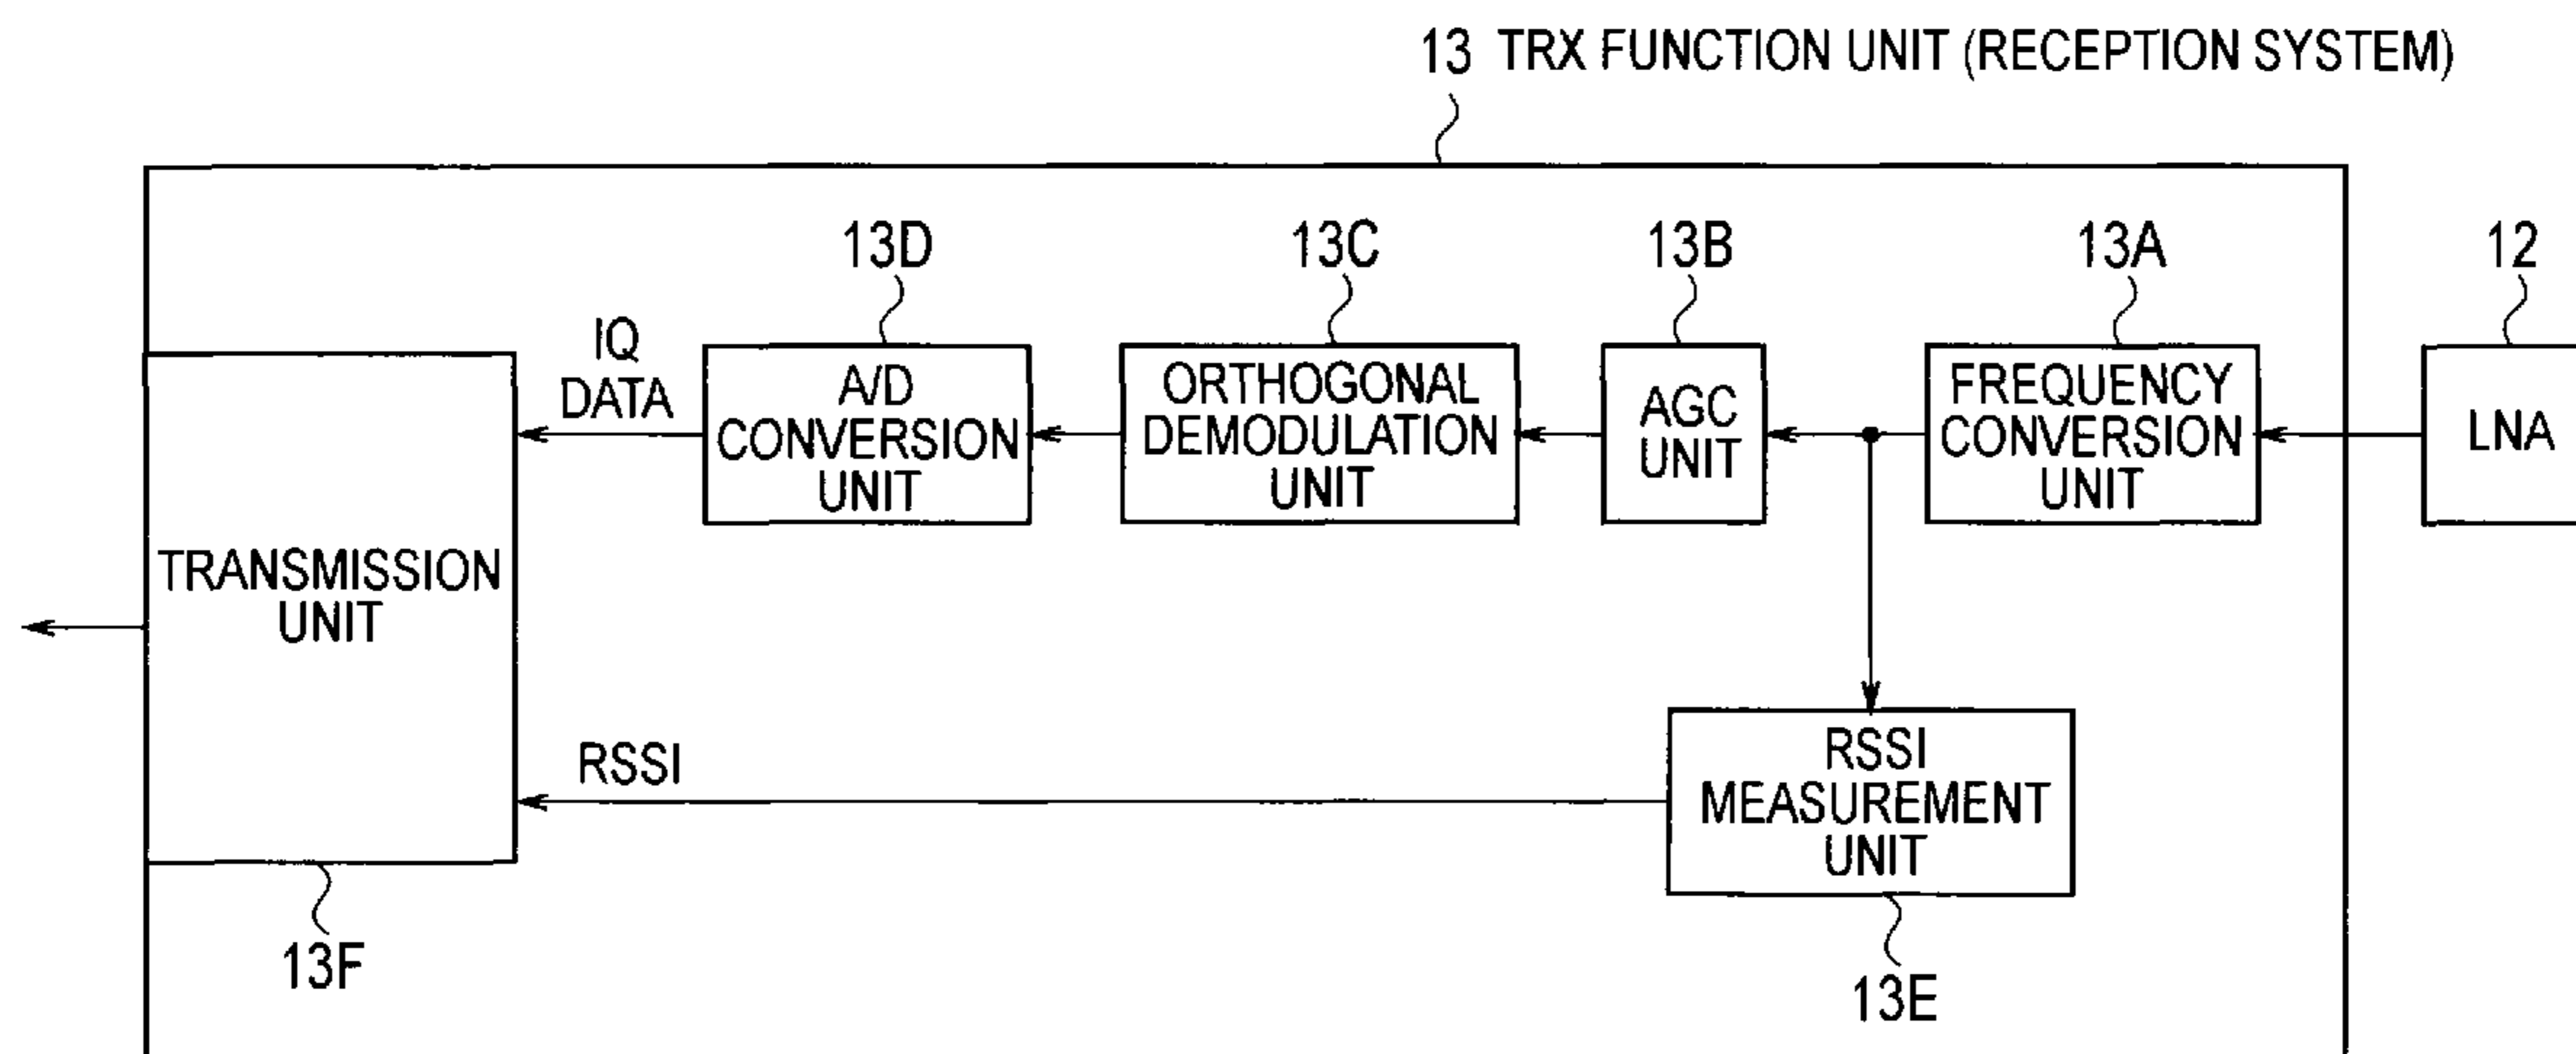 13 TRX FUNCTION UNIT (RECEPTION SYSTEM)
13D
13C
13B
13A
12
IQ
DATA
A/D
CONVERSION
UNIT
ORTHOGONAL
DEMODULATION
UNIT
AGC
UNIT
FREQUENCY
CONVERSION
UNIT
LNA
TRANSMISSION
UNIT
RSSI
RSSI
MEASUREMENT
UNIT
13F
13E